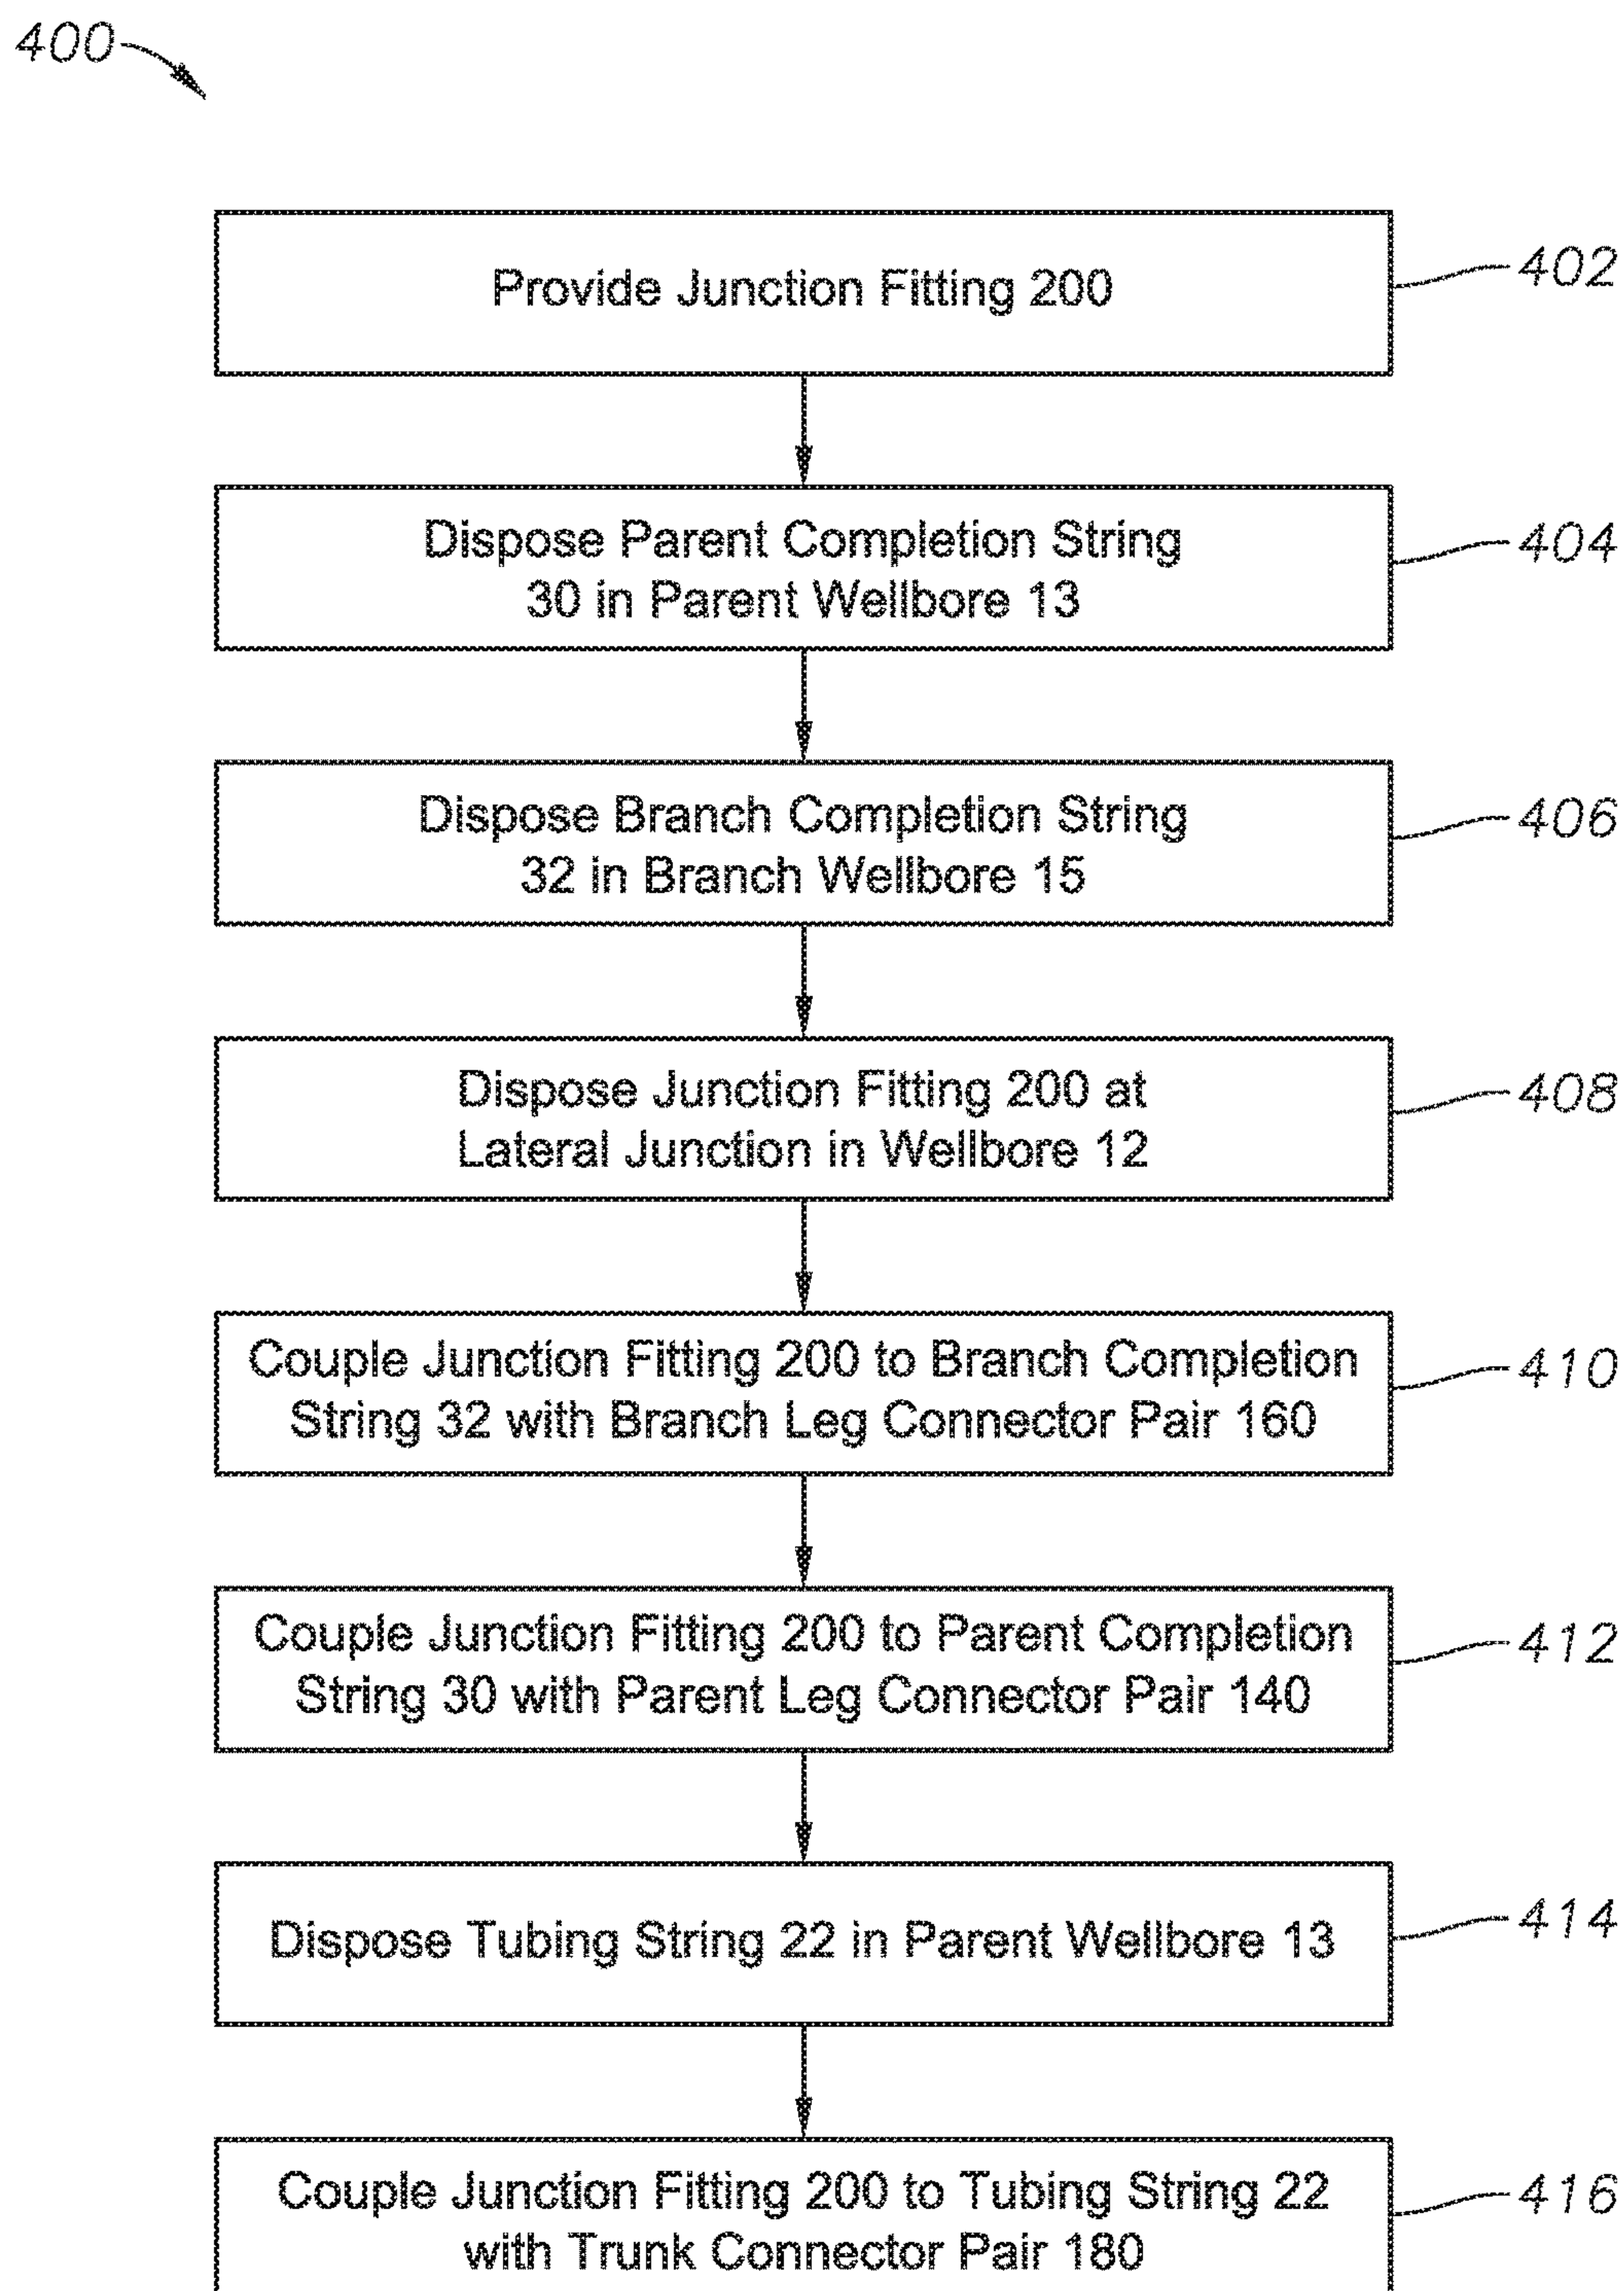 400
Provide Junction Fitting 200
402
Dispose Parent Completion String
30 in Parent Wellbore 13
404
Dispose Branch Completion String
32 in Branch Wellbore 15
406
Dispose Junction Fitting 200 at
Lateral Junction in Wellbore 12
408
Couple Junction Fitting 200 to Branch Completion
String 32 with Branch Leg Connector Pair 160
410
Couple Junction Fitting 200 to Parent Completion
String 30 with Parent Leg Connector Pair 140
412
Dispose Tubing String 22 in Parent Wellbore 13
414
Couple Junction Fitting 200 to Tubing String 22
with Trunk Connector Pair 180
416